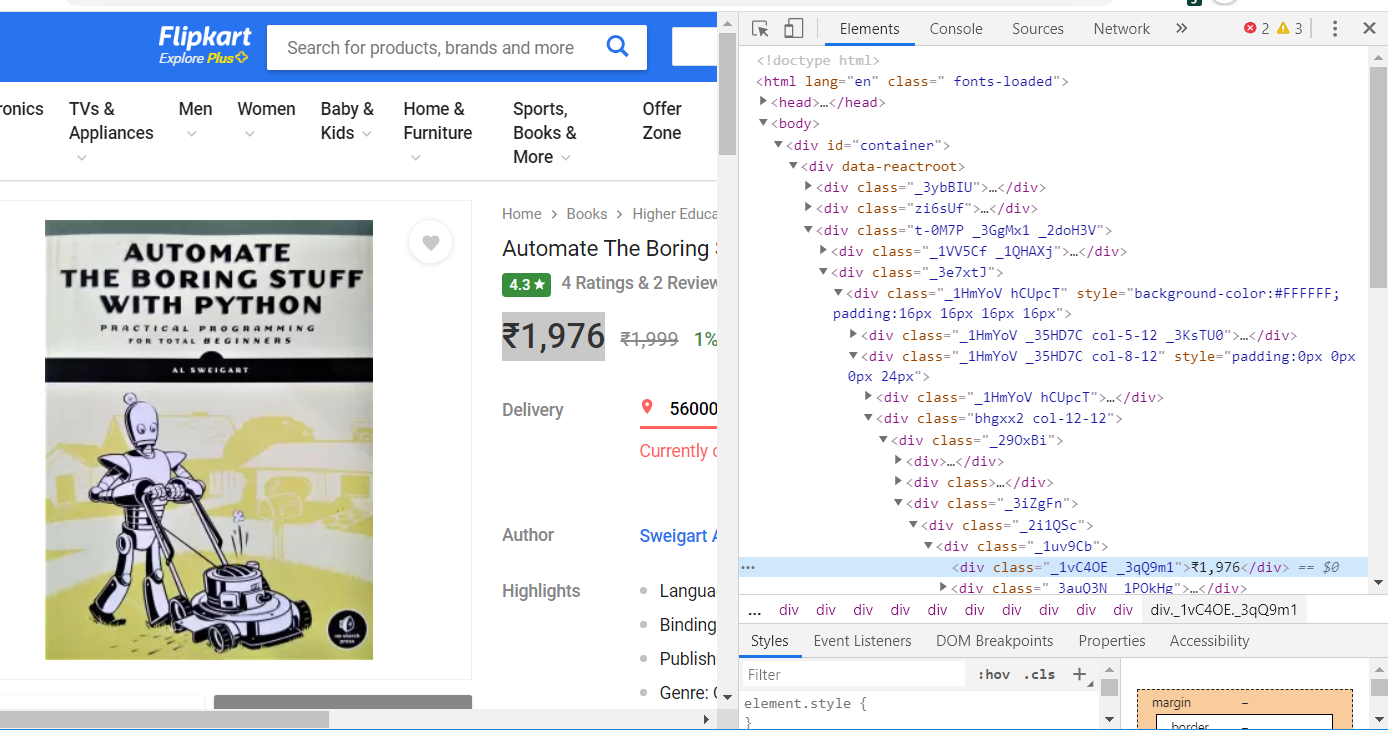 Flipkart
Explore Plus
Search for products, brands and more
ronics
TVs &
Appliances
Men
Women
Baby &
Kids
Home &
Furniture
Sports,
Books &
More
Offer
Zone
AUTOMATE
THE BORING STUFF
WITH PYTHON
PRACTICAL PROGRAMMING
FOR TOTAL BEGINNERS
AL SWEIGART
no starch
press
Home > Books > Higher Educa
Automate The Boring
4.3 ★ 4 Ratings & 2 Review
₹1,976 ₹1,999 1%
Delivery
56000
Currently
Author
Sweigart A
Highlights
Langua
Binding
Publish
Genre:
Elements Console Sources Network » 2 3
<!doctype html>
<html lang="en" class=" fonts-loaded">
<head>…</head>
<body>
<div id="container">
<div data-reactroot>
<div class="_3ybBIU">…</div>
<div class="zi6sUf">…</div>
<div class="t-0M7P _3GgMx1 _2doH3V">
<div class="_1VV5Cf _1QHAXj">…</div>
<div class="_3e7xtJ">
<div class="_1HmYoV hCUpcT" style="background-color:#FFFFFF;
padding:16px 16px 16px 16px">
<div class="_1HmYoV _35HD7C col-5-12 _3KsTU0">…</div>
<div class="_1HmYoV _35HD7C col-8-12" style="padding:0px 0px
0px 24px">
<div class="_1HmYoV hCUpcT">…</div>
<div class="bhgxx2 col-12-12">
<div class="_29OxBi">
<div>…</div>
<div class>…</div>
<div class="_3iZgFn">
<div class="_2i1QSc">
<div class="_1uv9Cb">
… <div class="_1vC4OE _3qQ9m1">₹1,976</div> == $0
<div class="_3auQ3N _1POkHg">…</div>
... div div div div div div div div div div div._1vC4OE._3qQ9m1
Styles Event Listeners DOM Breakpoints Properties Accessibility
Filter :hov .cls +
element.style {
}
margin –
border –